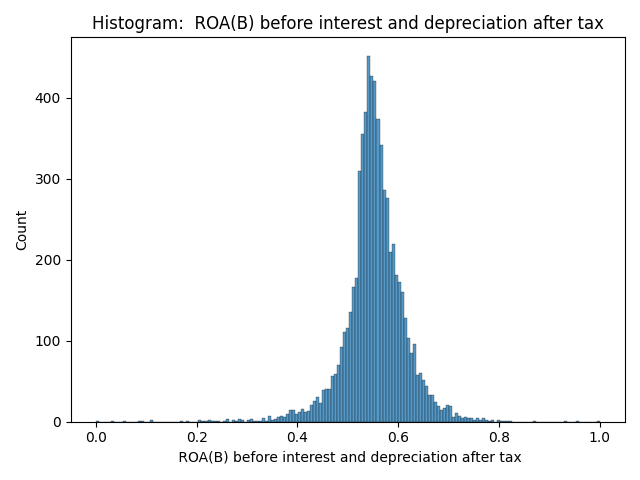 Histogram:  ROA(B) before interest and depreciation after tax
Count
400
300
200
100
0
0.0 0.2 0.4 0.6 0.8 1.0
ROA(B) before interest and depreciation after tax